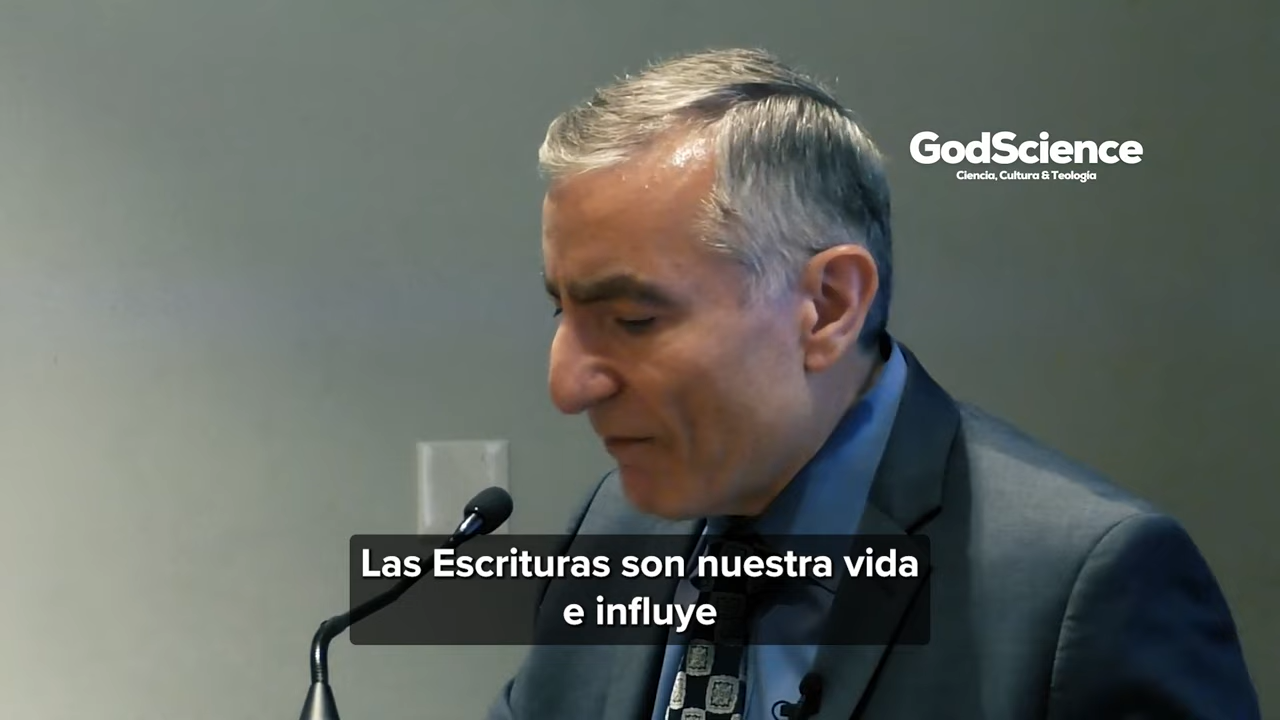 GodScience
Ciencia, Cultura & Teología
Las Escrituras son nuestra vida
e influye